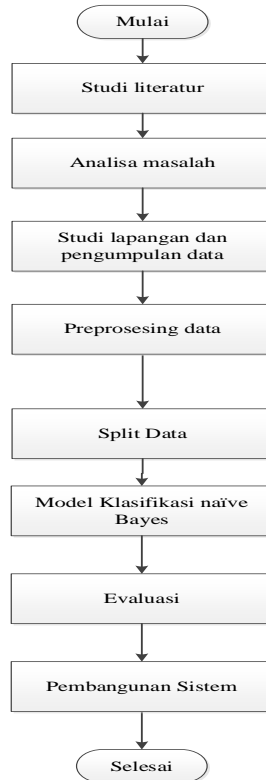 Mulai
Studi literatur
Analisa masalah
Studi lapangan dan
pengumpulan data
Preprosesing data
Split Data
Model Klasifikasi naïve
Bayes
Evaluasi
Pembangunan Sistem
Selesai